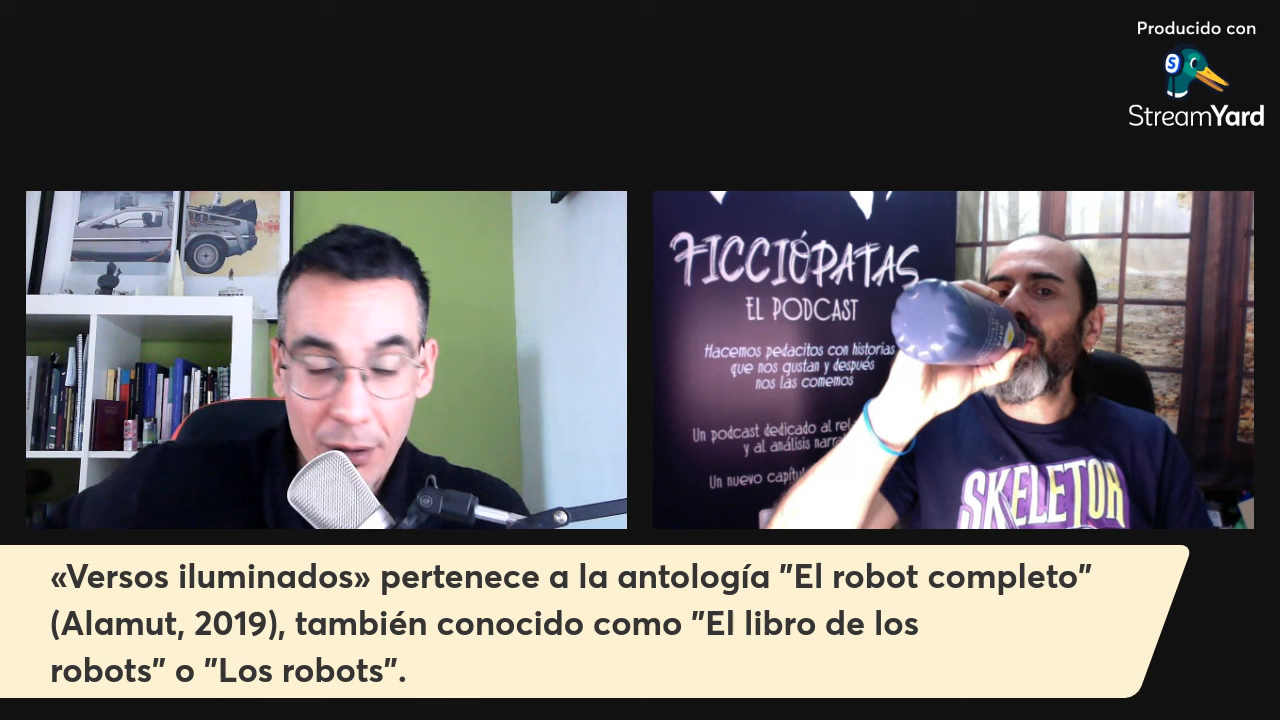 Producido con
S
StreamYard
FICCIÓPATAS
EL PODCAST
Hacemos pedacitos con historias
que nos gustan y después
nos las comemos
Un podcast dedicado al
y al análisis
Un nuevo
SKELETOR
«Versos iluminados» pertenece a la antología "El robot completo"
(Alamut, 2019), también conocido como "El libro de los
robots" o "Los robots".